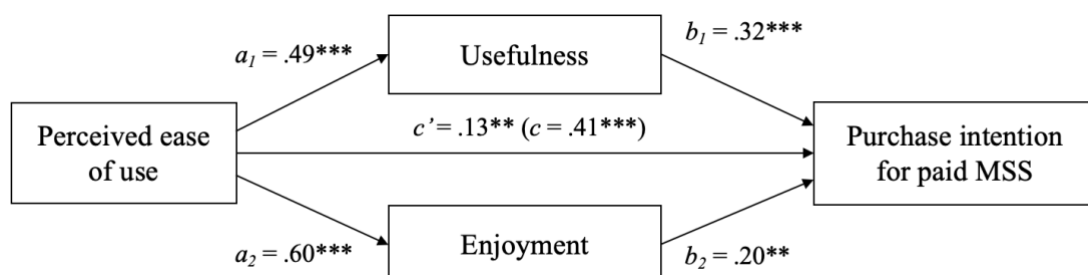 a1 = .49***
Usefulness
b1 = .32***
Perceived ease
of use
c’= .13** (c = .41***)
Purchase intention
for paid MSS
a2 = .60***
Enjoyment
b2 = .20**